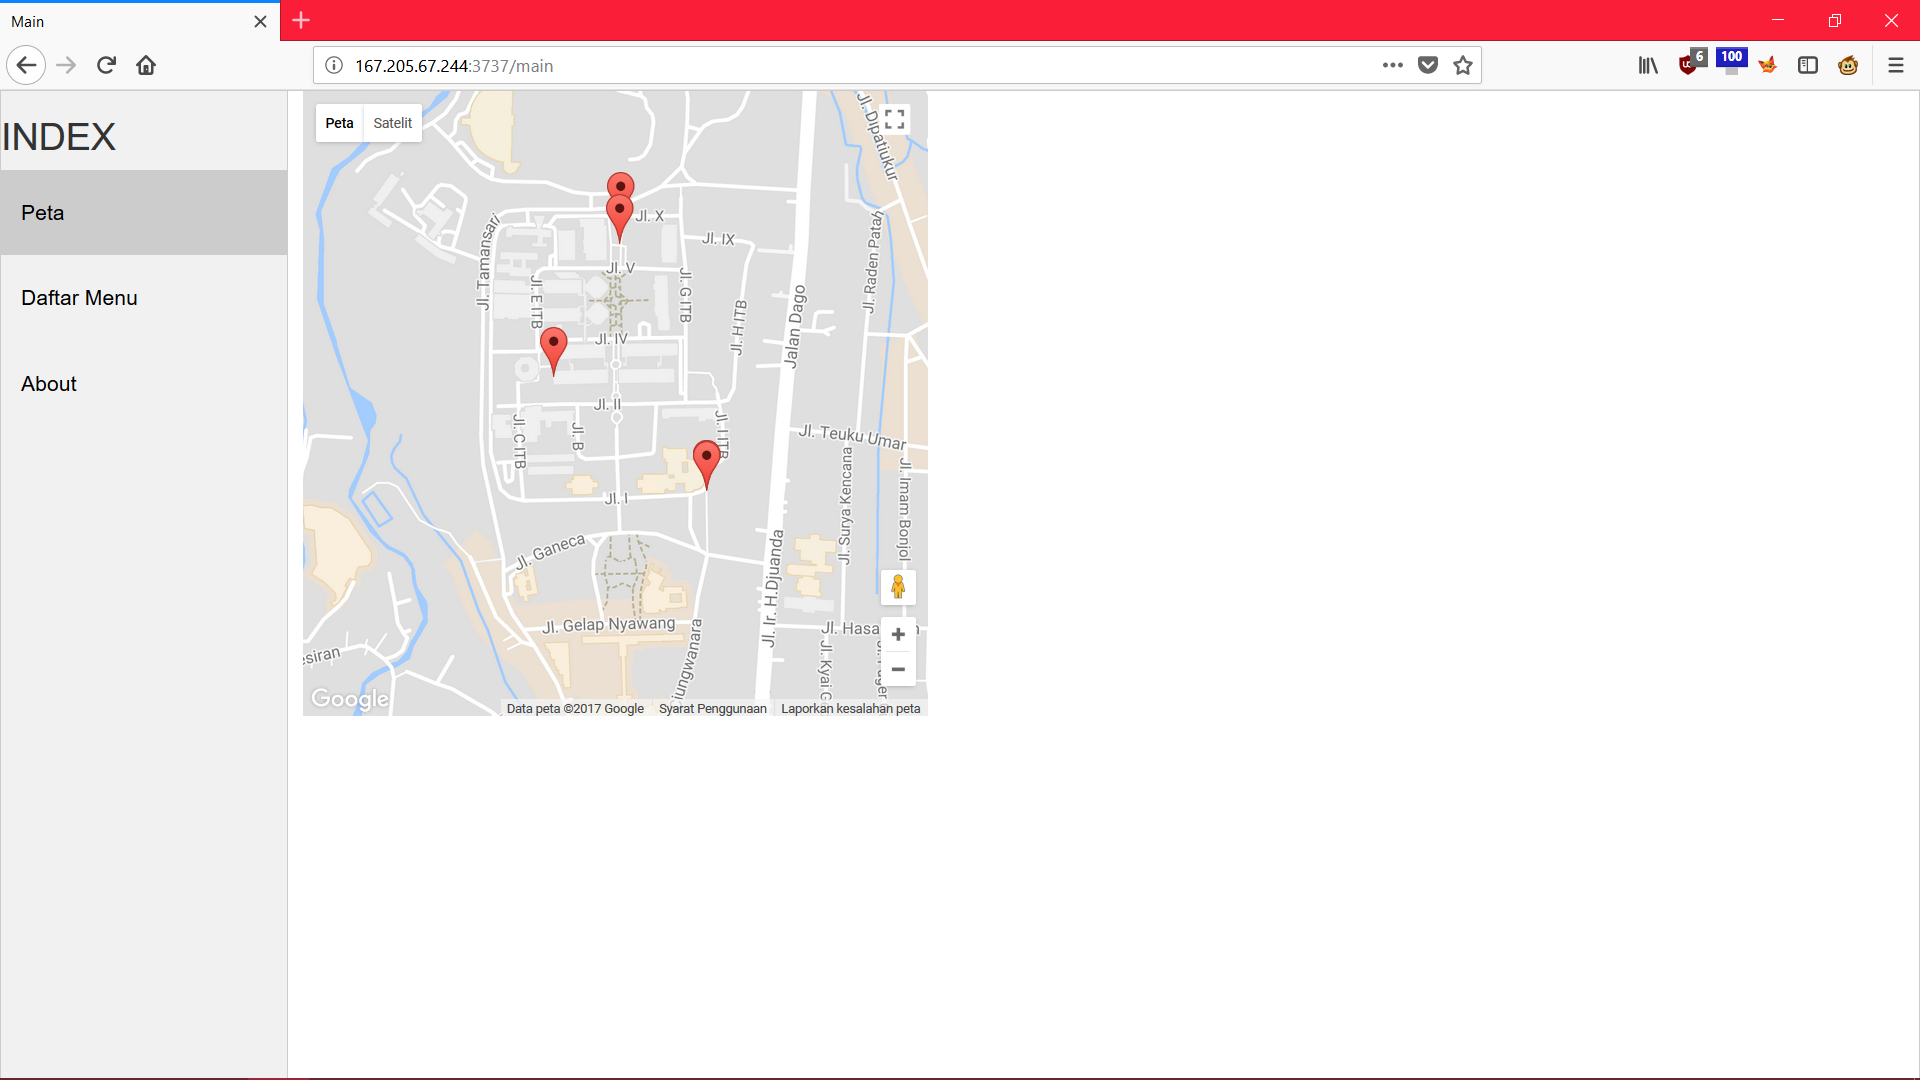 Main
167.205.67.244:3737/main
6
100
INDEX
Peta
Daftar Menu
About
Peta
Satelit
Jl. Dipatiukur
Jl. X
Jl. Tamansari
Jl. IX
Jl. Raden Patah
Jl. V
Jl. E ITB
Jl. G ITB
Jl. H ITB
Jalan Dago
Jl. IV
Jl. II
Jl. C ITB
Jl. B
Jl. I ITB
Jl. Teuku Umar
Jl. Surya Kencana
Jl. Imam Bonjol
Jl. I
Jl. Ganeca
Jl. Ir. H.Djuanda
Jl. Gelap Nyawang
Jl. Hasa
n
esiran
Ciungwanara
Jl. Kyai G
Google
Data peta ©2017 Google
Syarat Penggunaan
Laporkan kesalahan peta